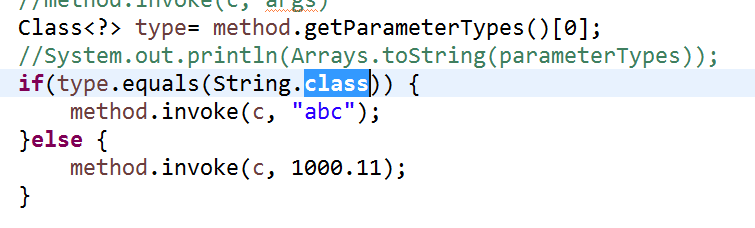 //method.invoke(c, args)
Class<?> type= method.getParameterTypes()[0];
//System.out.println(Arrays.toString(parameterTypes));
if(type.equals(String.class)) {
    method.invoke(c, "abc");
}else {
    method.invoke(c, 1000.11);
}